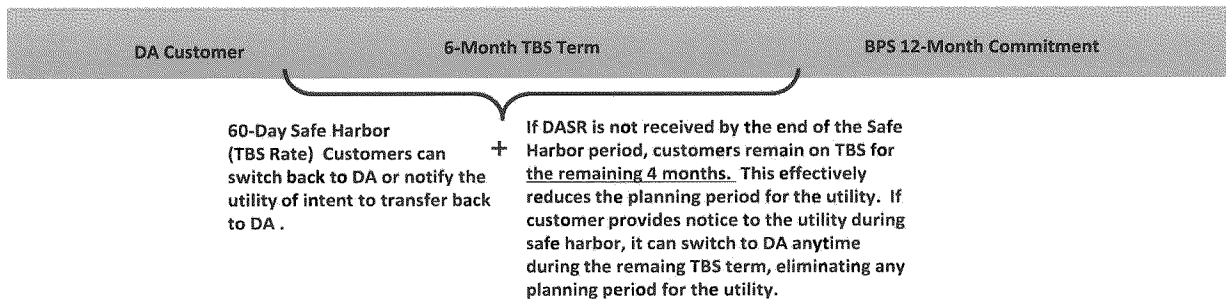 DA Customer
6-Month TBS Term
BPS 12-Month Commitment
60-Day Safe Harbor
(TBS Rate) Customers can
switch back to DA or notify the
utility of intent to transfer back
to DA .
+
If DASR is not received by the end of the Safe
Harbor period, customers remain on TBS for
the remaining 4 months. This effectively
reduces the planning period for the utility. If
customer provides notice to the utility during
safe harbor, it can switch to DA anytime
during the remaing TBS term, eliminating any
planning period for the utility.